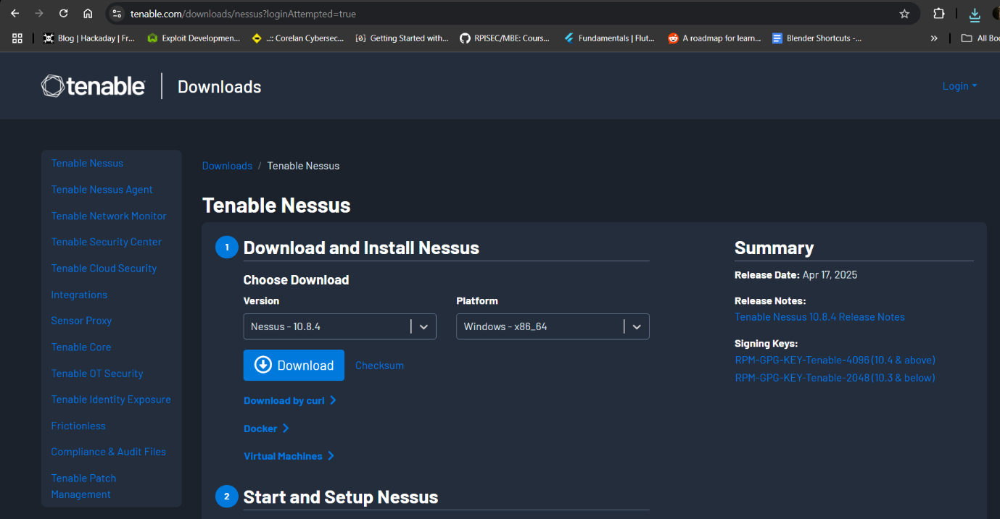 tenable.com/downloads/nessus?loginAttempted=true
Blog | Hackaday | Fr... Exploit Developmen... ..:: Corelan Cybersec... Getting Started with... RPISEC/MBE: Cours... Fundamentals | Flut... A roadmap for learn... Blender Shortcuts -... » All Boo
tenable Downloads Login
Tenable Nessus
Tenable Nessus Agent
Tenable Network Monitor
Tenable Security Center
Tenable Cloud Security
Integrations
Sensor Proxy
Tenable Core
Tenable OT Security
Tenable Identity Exposure
Frictionless
Compliance & Audit Files
Tenable Patch
Management
Downloads / Tenable Nessus
Tenable Nessus
1 Download and Install Nessus
Choose Download
Version Platform
Nessus - 10.8.4 Windows - x86_64
Download Checksum
Download by curl
Docker
Virtual Machines
2 Start and Setup Nessus
Summary
Release Date: Apr 17, 2025
Release Notes:
Tenable Nessus 10.8.4 Release Notes
Signing Keys:
RPM-GPG-KEY-Tenable-4096 (10.4 & above)
RPM-GPG-KEY-Tenable-2048 (10.3 & below)